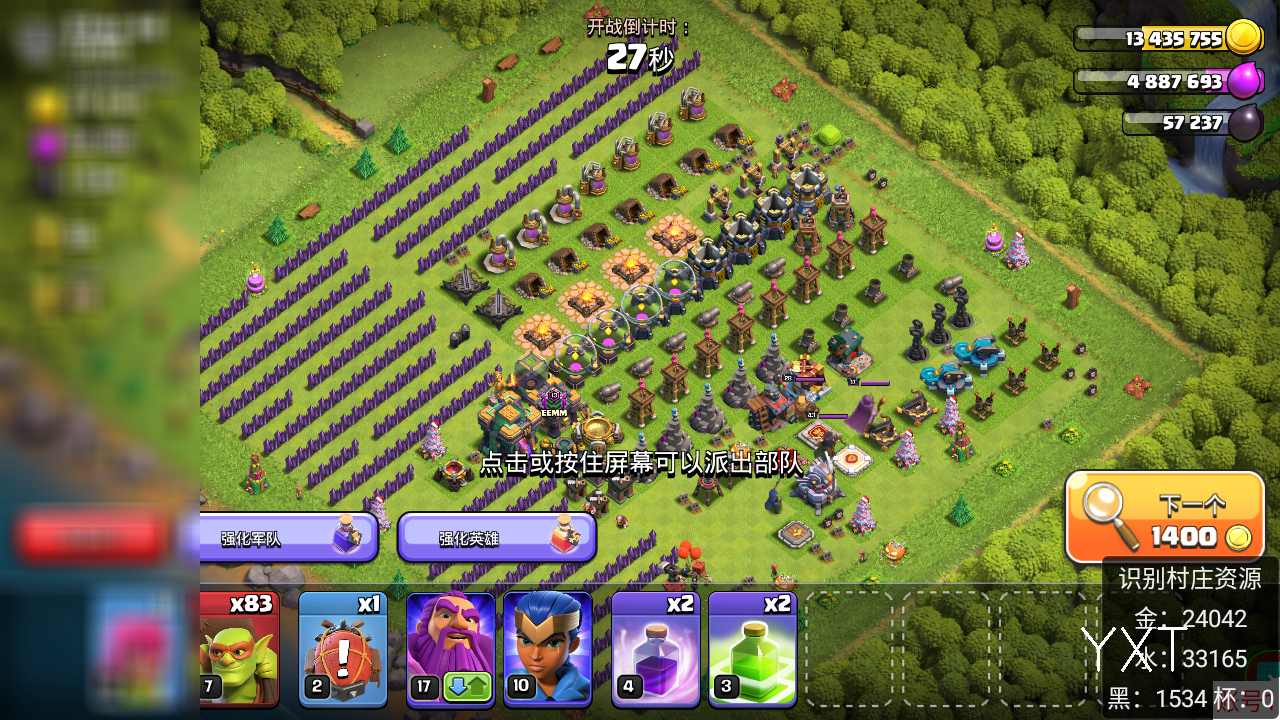 开战倒计时：
27秒
13 435 755
4 887 693
57 237
EEMM
点击或按住屏幕可以派出部队
强化军队
强化英雄
下一个
1400
识别村庄资源
金：24042
水：33165
YXT
黑：1534 杯：0
x83
x1
x2
x2
7
2
17
10
4
3